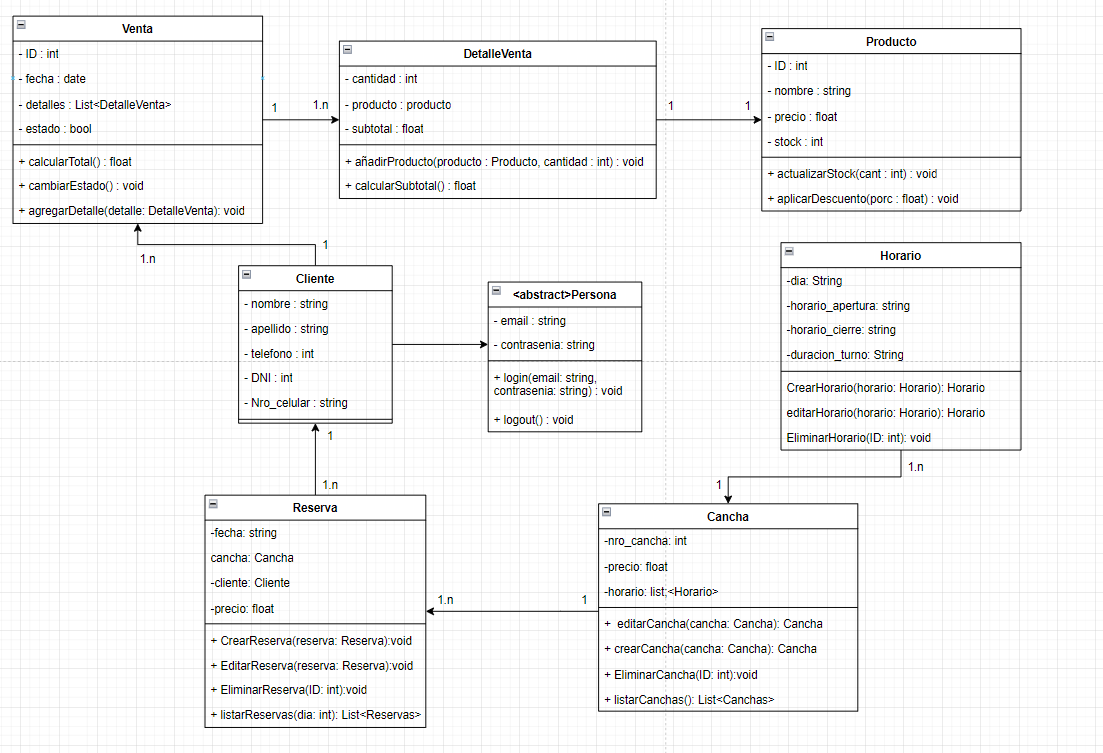 Venta
- ID : int
- fecha : date
- detalles : List<DetalleVenta>
- estado : bool
+ calcularTotal() : float
+ cambiarEstado() : void
+ agregarDetalle(detalle: DetalleVenta): void
1
1.n
DetalleVenta
- cantidad : int
- producto : producto
- subtotal : float
+ añadirProducto(producto : Producto, cantidad : int) : void
+ calcularSubtotal() : float
1
1
Producto
- ID : int
- nombre : string
- precio : float
- stock : int
+ actualizarStock(cant : int) : void
+ aplicarDescuento(porc : float) : void
1.n
1
Cliente
- nombre : string
- apellido : string
- telefono : int
- DNI : int
- Nro_celular : string
<abstract>Persona
- email : string
- contrasenia: string
+ login(email: string,
contrasenia: string) : void
+ logout() : void
Horario
-dia: String
-horario_apertura: string
-horario_cierre: string
-duracion_turno: String
CrearHorario(horario: Horario): Horario
editarHorario(horario: Horario): Horario
EliminarHorario(ID: int): void
1.n
1
1
1.n
Reserva
-fecha: string
cancha: Cancha
-cliente: Cliente
-precio: float
+ CrearReserva(reserva: Reserva):void
+ EditarReserva(reserva: Reserva):void
+ EliminarReserva(ID: int):void
+ listarReservas(dia: int): List<Reservas>
1.n
1
Cancha
-nro_cancha: int
-precio: float
-horario: list;<Horario>
+ editarCancha(cancha: Cancha): Cancha
+ crearCancha(cancha: Cancha): Cancha
+ EliminarCancha(ID: int):void
+ listarCanchas(): List<Canchas>